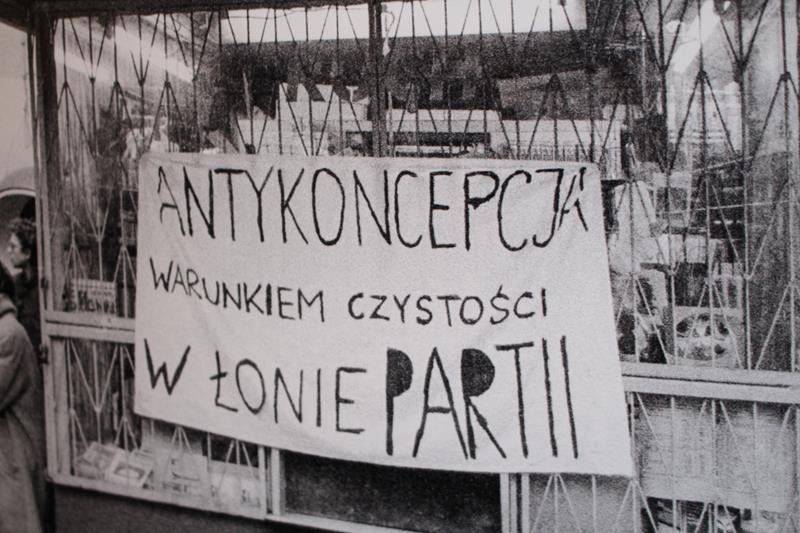 ANTYKONCEPCJA
WARUNKIEM CZYSTOŚCI
W ŁONIE PARTII